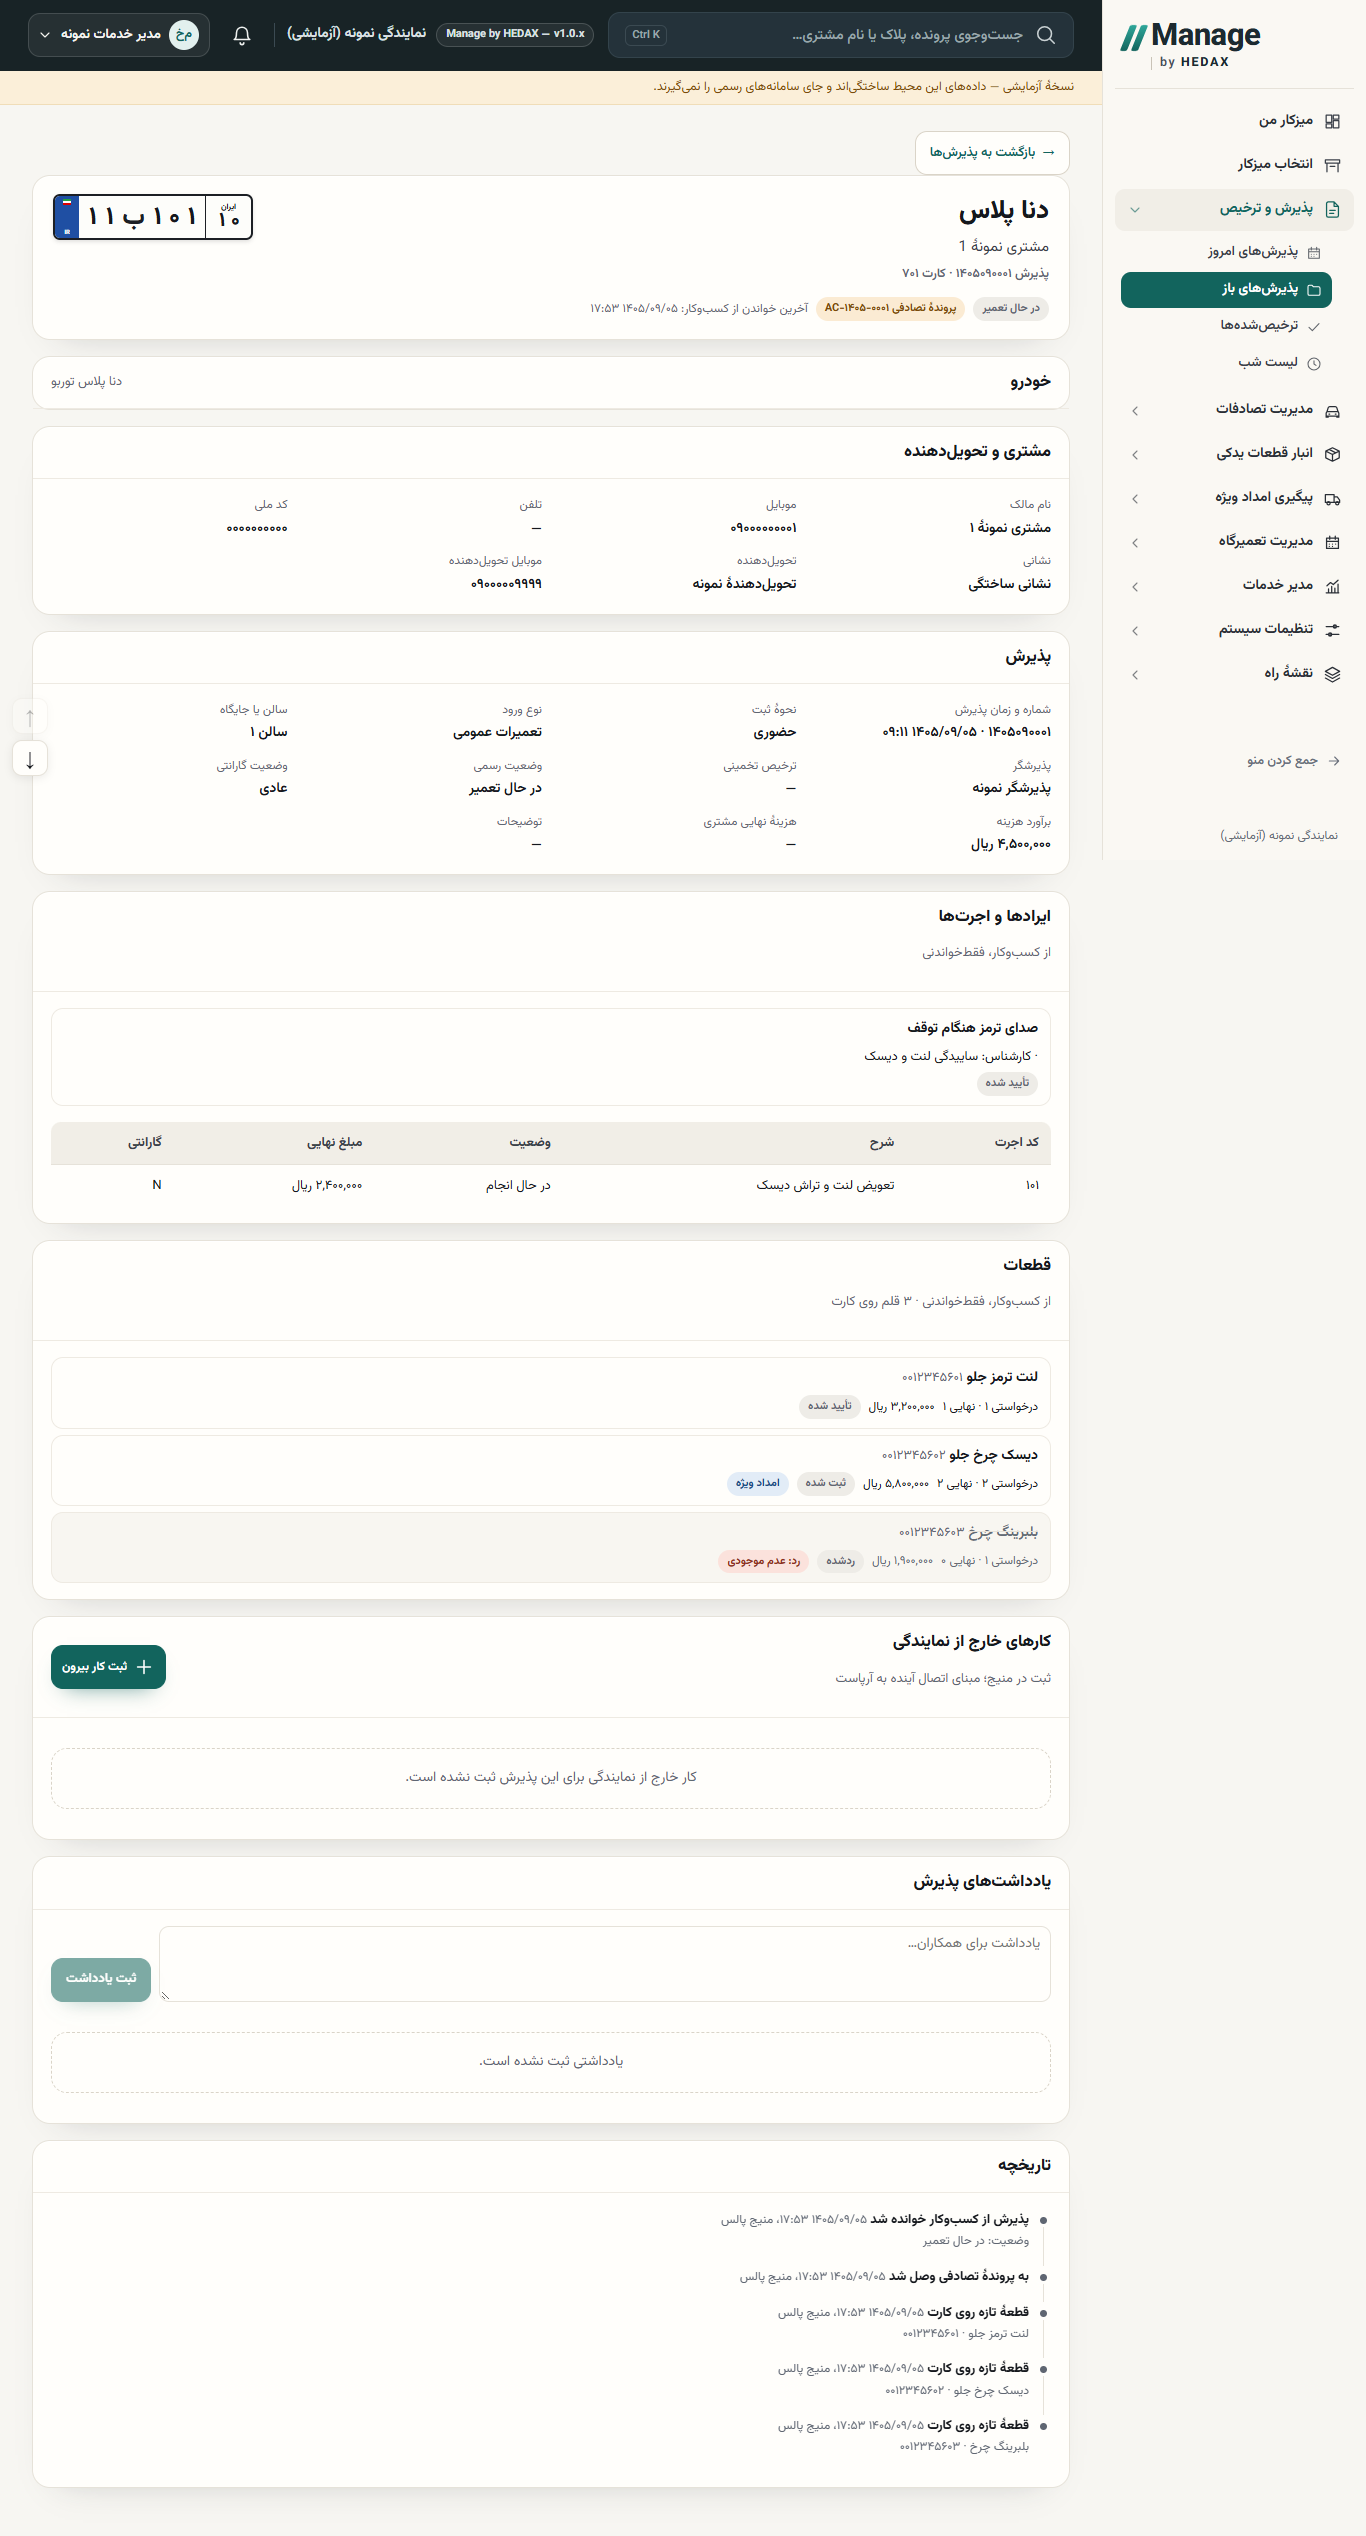 Manage
by HEDAX
میزکار من
انتخاب میزکار
پذیرش و ترخیص
پذیرش‌های امروز
پذیرش‌های باز
ترخیص‌شده‌ها
لیست شب
مدیریت تصادفات
انبار قطعات یدکی
پیگیری امداد ویژه
مدیریت تعمیرگاه
مدیر خدمات
تنظیمات سیستم
نقشهٔ راه
جمع کردن منو
نمایندگی نمونه (آزمایشی)
جست‌وجوی پرونده، پلاک یا نام مشتری... Ctrl K
Manage by HEDAX — v1.0.x
نمایندگی نمونه (آزمایشی)
م‌خ مدیر خدمات نمونه
نسخهٔ آزمایشی — داده‌های این محیط ساختگی‌اند و جای سامانه‌های رسمی را نمی‌گیرند.
→ بازگشت به پذیرش‌ها
دنا پلاس
مشتری نمونهٔ 1
پذیرش ۱۴۰۵۰۹۰۰۰۱ · کارت ۷۰۱
در حال تعمیر پروندهٔ تصادفی AC-۱۴۰۵-۰۰۰۱ آخرین خواندن از کسب‌وکار: ۱۴۰۵/۰۹/۰۵ ۱۷:۵۳
ایران
۱۰
۱۱ ب ۱۰۱
خودرو
دنا پلاس توربو
مشتری و تحویل‌دهنده
نام مالک موبایل تلفن کد ملی
مشتری نمونهٔ ۱ ۰۹۰۰۰۰۰۰۰۰۱ — ۰۰۰۰۰۰۰۰۰۰
نشانی تحویل‌دهنده موبایل تحویل‌دهنده
نشانی ساختگی تحویل‌دهندهٔ نمونه ۰۹۰۰۰۰۰۹۹۹۹
پذیرش
شماره و زمان پذیرش نحوهٔ ثبت نوع ورود سالن یا جایگاه
۱۴۰۵۰۹۰۰۰۱ · ۱۴۰۵/۰۹/۰۵ ۰۹:۱۱ حضوری تعمیرات عمومی سالن ۱
پذیرشگر ترخیص تخمینی وضعیت رسمی وضعیت گارانتی
پذیرشگر نمونه — در حال تعمیر عادی
برآورد هزینه هزینهٔ نهایی مشتری توضیحات
۴,۵۰۰,۰۰۰ ریال — —
↑
↓
ایرادها و اجرت‌ها
از کسب‌وکار، فقط‌خواندنی
صدای ترمز هنگام توقف
· کارشناس: ساییدگی لنت و دیسک
تأیید شده
کد اجرت شرح وضعیت مبلغ نهایی گارانتی
۱۰۱ تعویض لنت و تراش دیسک در حال انجام ۲,۴۰۰,۰۰۰ ریال N
قطعات
از کسب‌وکار، فقط‌خواندنی · ۳ قلم روی کارت
لنت ترمز جلو ۰۰۱۲۳۴۵۶۰۱
درخواستی ۱ · نهایی ۱ ۳,۲۰۰,۰۰۰ ریال تأیید شده
دیسک چرخ جلو ۰۰۱۲۳۴۵۶۰۲
درخواستی ۲ · نهایی ۲ ۵,۸۰۰,۰۰۰ ریال ثبت شده امداد ویژه
بلبرینگ چرخ ۰۰۱۲۳۴۵۶۰۳
درخواستی ۱ · نهایی ۰ ۱,۹۰۰,۰۰۰ ریال ردشده رد: عدم موجودی
کارهای خارج از نمایندگی
ثبت در منیج؛ مبنای اتصال آینده به آرپاست
ثبت کار بیرون
کار خارج از نمایندگی برای این پذیرش ثبت نشده است.
یادداشت‌های پذیرش
یادداشت برای همکاران...
ثبت یادداشت
یادداشتی ثبت نشده است.
تاریخچه
پذیرش از کسب‌وکار خوانده شد ۱۴۰۵/۰۹/۰۵ ۱۷:۵۳، منیج پالس
وضعیت: در حال تعمیر
به پروندهٔ تصادفی وصل شد ۱۴۰۵/۰۹/۰۵ ۱۷:۵۳، منیج پالس
قطعهٔ تازه روی کارت ۱۴۰۵/۰۹/۰۵ ۱۷:۵۳، منیج پالس
لنت ترمز جلو · ۰۰۱۲۳۴۵۶۰۱
قطعهٔ تازه روی کارت ۱۴۰۵/۰۹/۰۵ ۱۷:۵۳، منیج پالس
دیسک چرخ جلو · ۰۰۱۲۳۴۵۶۰۲
قطعهٔ تازه روی کارت ۱۴۰۵/۰۹/۰۵ ۱۷:۵۳، منیج پالس
بلبرینگ چرخ · ۰۰۱۲۳۴۵۶۰۳